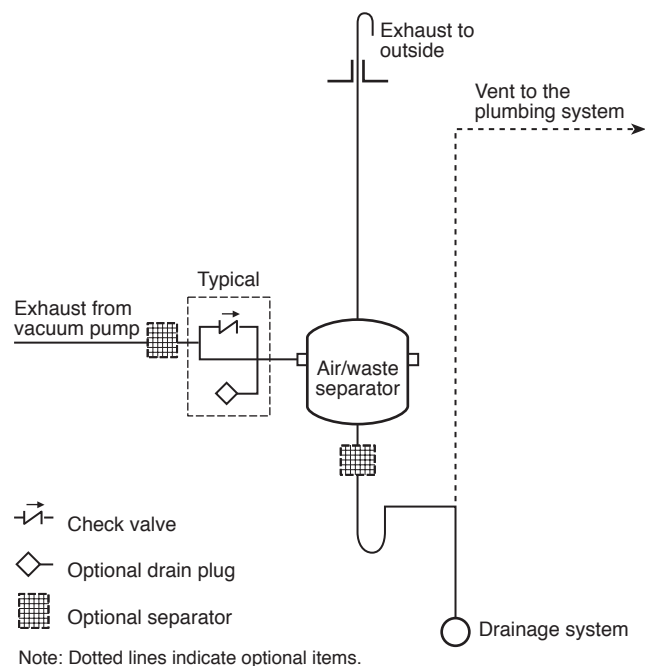 Exhaust to
outside
Vent to the
plumbing system
Typical
Exhaust from
vacuum pump
Air/waste
separator
Check valve
Optional drain plug
Optional separator
Drainage system
Note: Dotted lines indicate optional items.